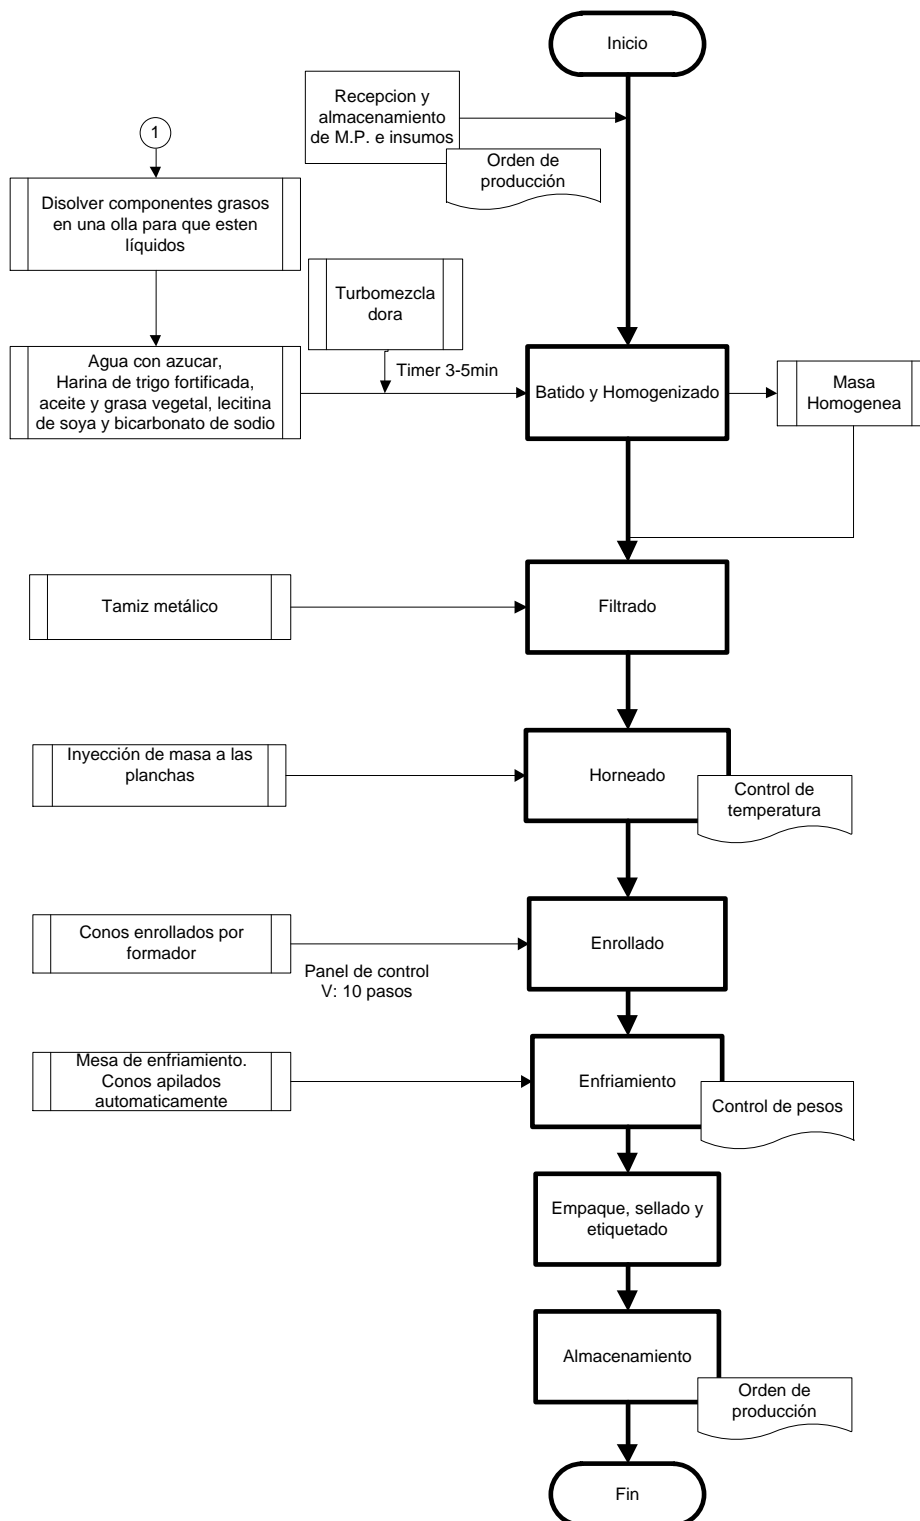 Inicio
Recepcion y
almacenamiento
de M.P. e insumos
Orden de
producción
1
Disolver componentes grasos
en una olla para que esten
líquidos
Turbomezcla
dora
Agua con azucar,
Harina de trigo fortificada,
aceite y grasa vegetal, lecitina
de soya y bicarbonato de sodio
Timer 3-5min
Batido y Homogenizado
Masa
Homogenea
Tamiz metálico
Filtrado
Inyección de masa a las
planchas
Horneado
Control de
temperatura
Conos enrollados por
formador
Panel de control
V: 10 pasos
Enrollado
Mesa de enfriamiento.
Conos apilados
automaticamente
Enfriamiento
Control de pesos
Empaque, sellado y
etiquetado
Almacenamiento
Orden de
producción
Fin